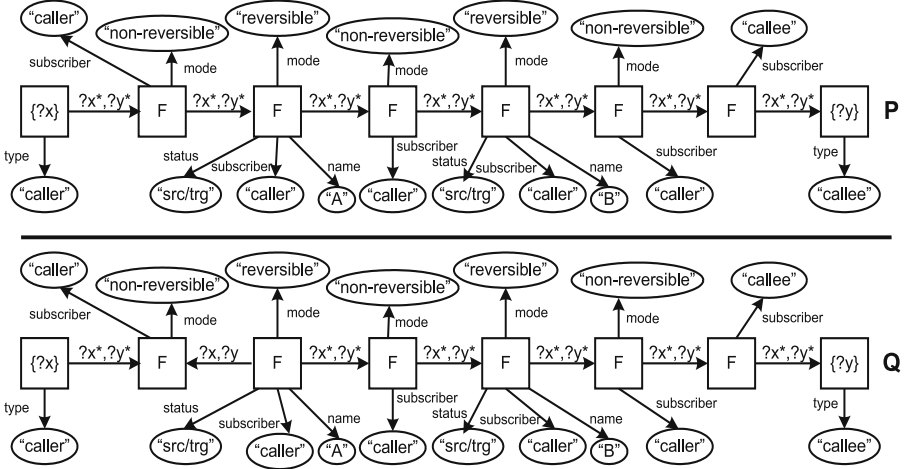 “caller” “non-reversible” “reversible” “non-reversible” “reversible” “non-reversible” “callee”
subscriber mode mode mode mode mode subscriber
{?x} ?x*,?y* F ?x*,?y* F ?x*,?y* F ?x*,?y* F ?x*,?y* F ?x*,?y* F ?x*,?y* {?y} P
type status subscriber name subscriber status subscriber name subscriber type
“caller” “src/trg” “caller” “A” “caller” “src/trg” “caller” “B” “caller” “callee”
“caller” “non-reversible” “reversible” “non-reversible” “reversible” “non-reversible” “callee”
subscriber mode mode mode mode mode subscriber
{?x} ?x*,?y* F ?x,?y F ?x*,?y* F ?x*,?y* F ?x*,?y* F ?x*,?y* F ?x*,?y* {?y} Q
type status subscriber name subscriber status subscriber name subscriber type
“caller” “src/trg” “caller” “A” “caller” “src/trg” “caller” “B” “caller” “callee”